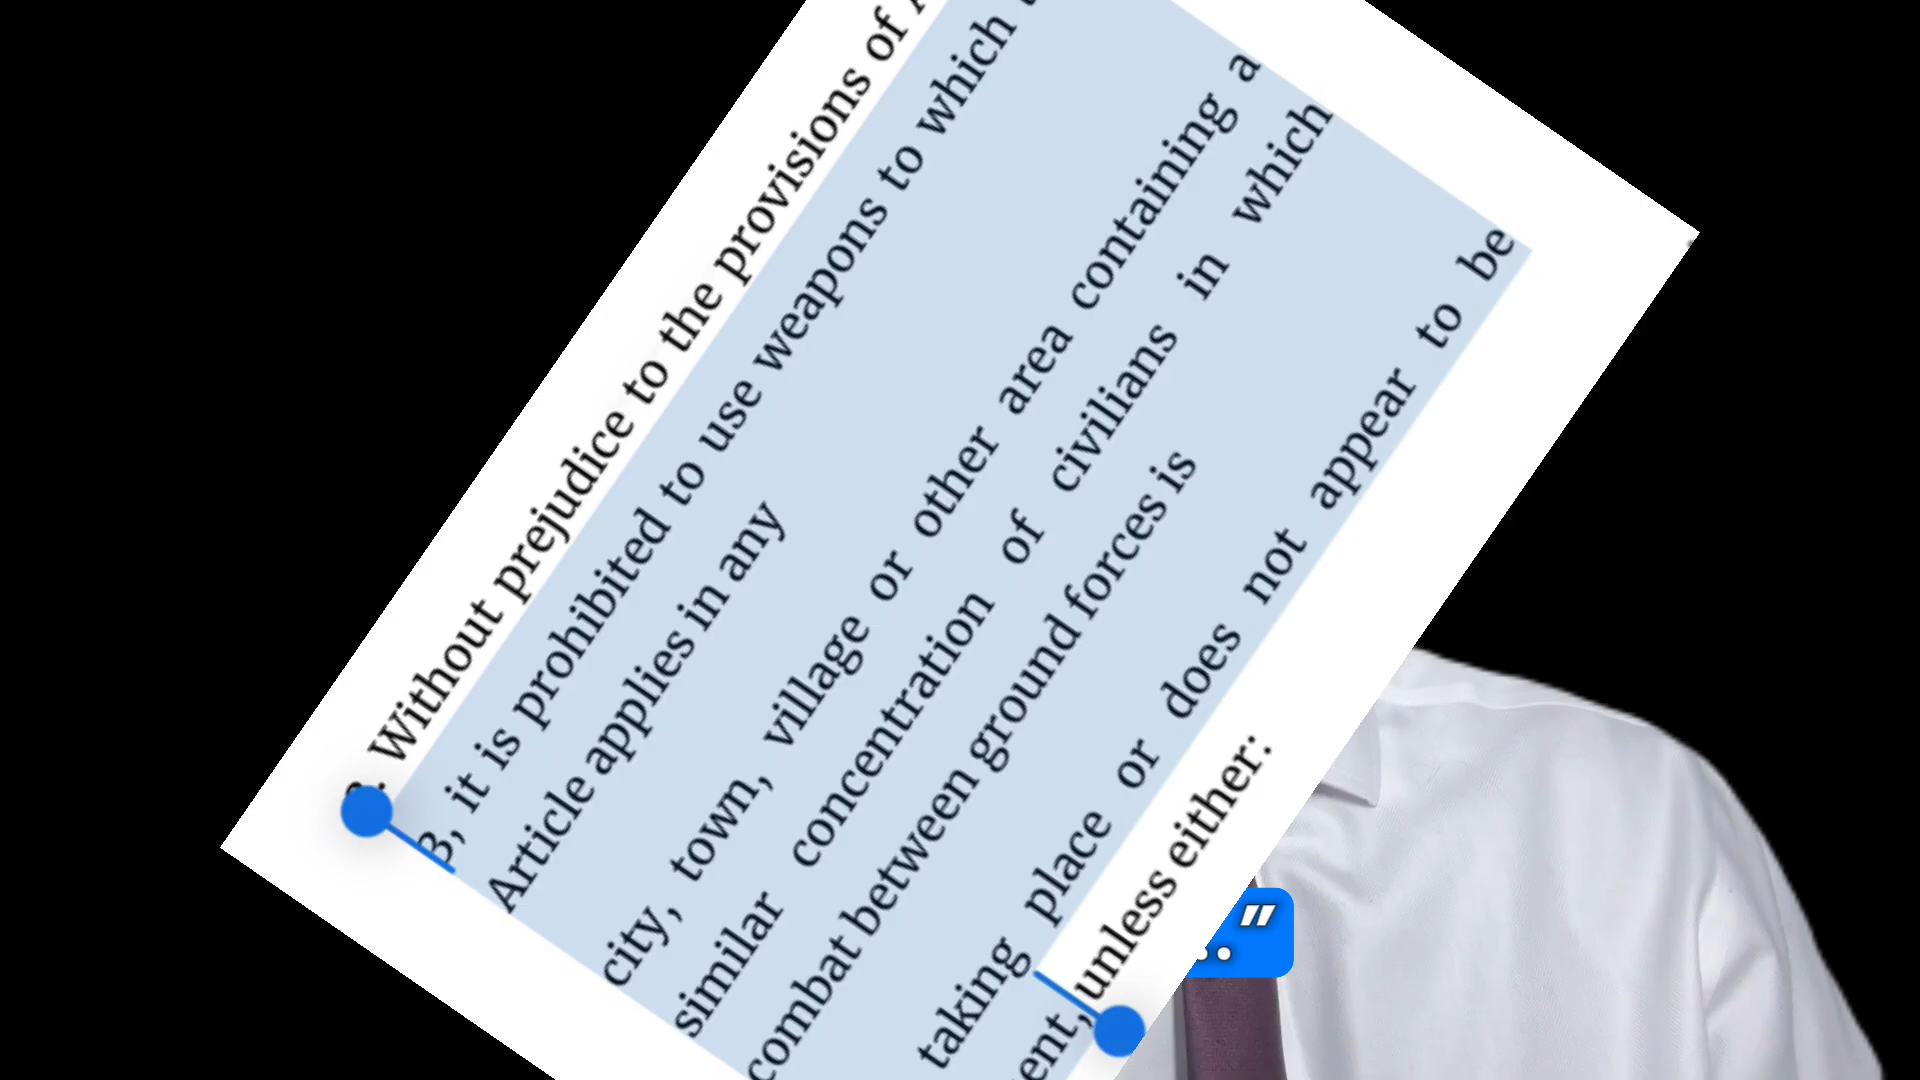 Without prejudice to the provisions of
3, it is prohibited to use weapons to which
Article applies in any
city, town, village or other area containing a
similar concentration of civilians in which
combat between ground forces is
taking place or does not appear to be
ent, unless either:
.."